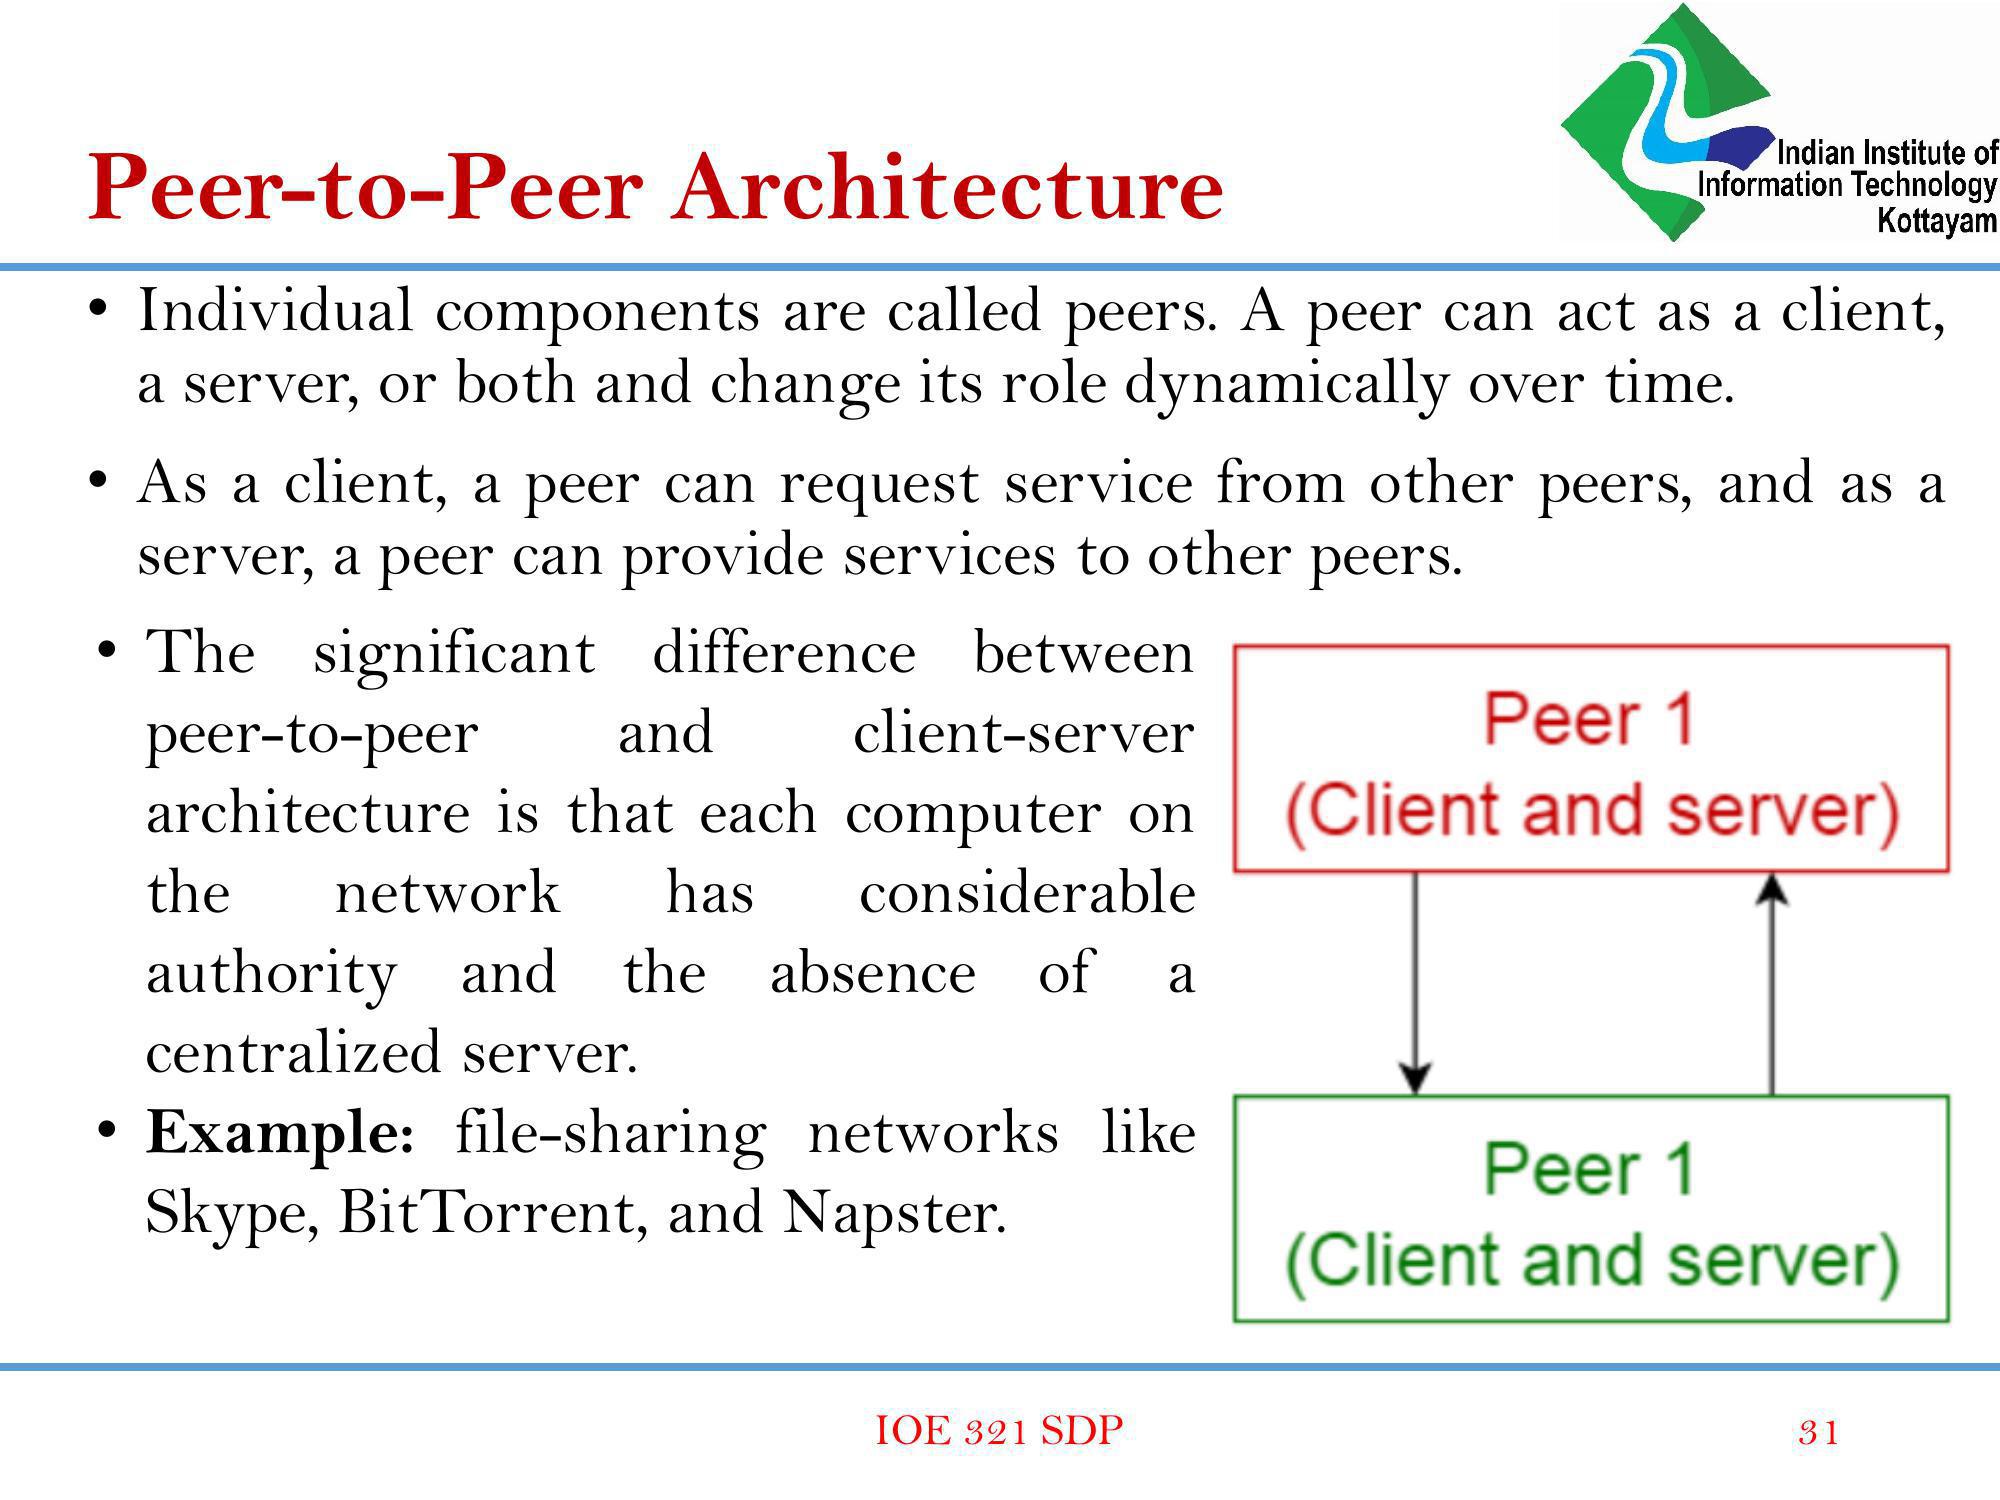 Indian Institute of
Information Technology
Kottayam
Peer-to-Peer Architecture
• Individual components are called peers. A peer can act as a client,
a server, or both and change its role dynamically over time.
• As a client, a peer can request service from other peers, and as a
server, a peer can provide services to other peers.
• The significant difference between
peer-to-peer and client-server
architecture is that each computer on
the network has considerable
authority and the absence of a
centralized server.
• Example: file-sharing networks like
Skype, BitTorrent, and Napster.
Peer 1
(Client and server)
Peer 1
(Client and server)
IOE 321 SDP
31